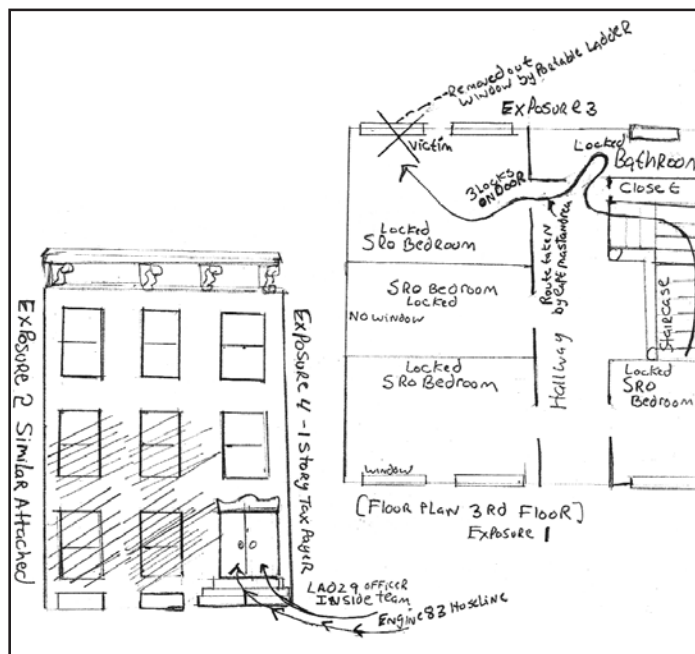 Removed out
window by Portable LaddER
EXPosuRE 3
Victim
Locked
BathRoom
CloseT
3 Locks
ON DOOR
Route taken
by Capt mastandrea
Locked
SRo Bedroom
SRo Bedroom
Locked
No window
Locked
SRo Bedroom
Hallway
Staircase
Locked
SRO
Bedroom
window
[FlooR PlAN 3RD FlooR]
EXPosuRE 1
EXPosuRE 2 Similar Attached
EXPosuRE 4 - 1 Story Tax PayeR
LAD29 officer
INside team
ENgine 83 Hoseline